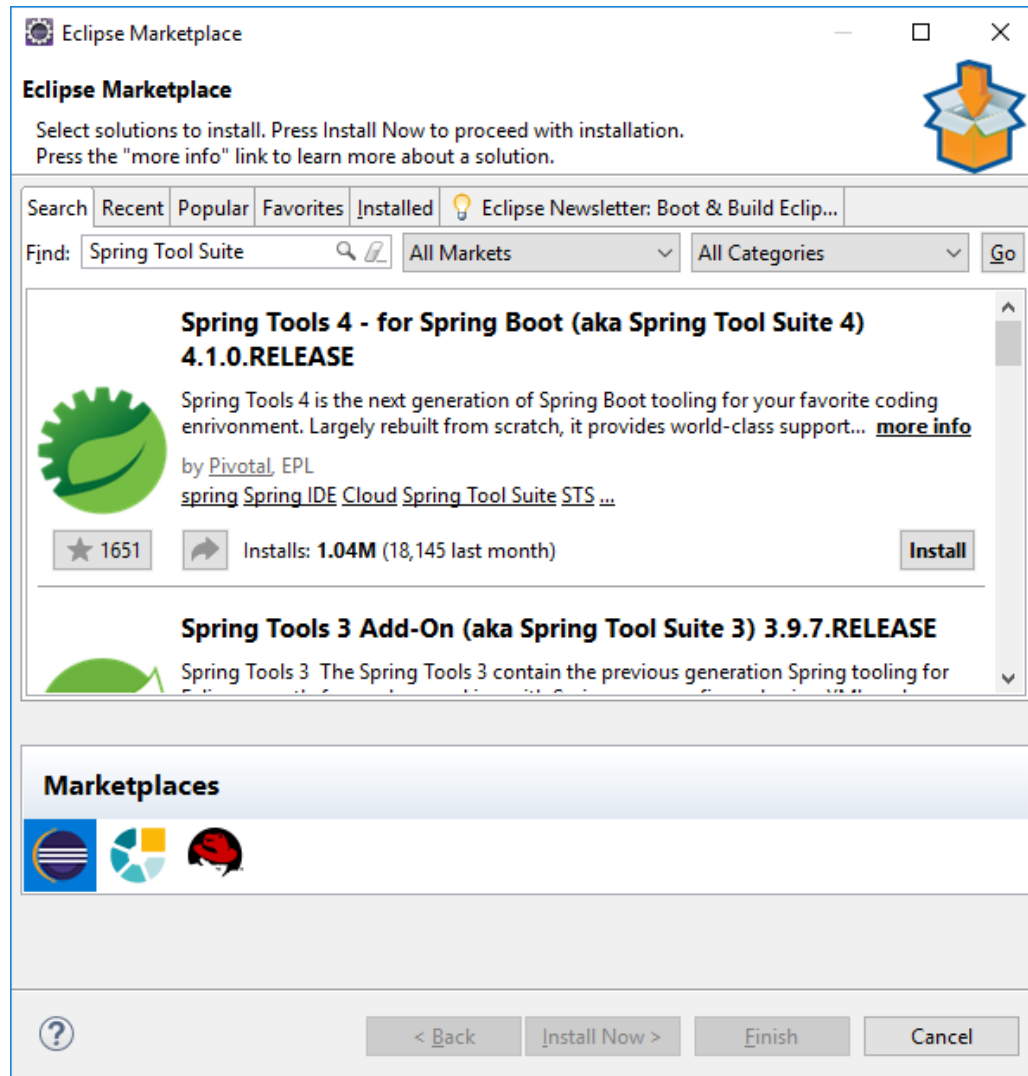 Eclipse Marketplace
Eclipse Marketplace
Select solutions to install. Press Install Now to proceed with installation.
Press the "more info" link to learn more about a solution.
Search Recent Popular Favorites Installed Eclipse Newsletter: Boot & Build Eclip...
Find: Spring Tool Suite All Markets All Categories Go
Spring Tools 4 - for Spring Boot (aka Spring Tool Suite 4)
4.1.0.RELEASE
Spring Tools 4 is the next generation of Spring Boot tooling for your favorite coding
enrivonment. Largely rebuilt from scratch, it provides world-class support... more info
by Pivotal, EPL
spring Spring IDE Cloud Spring Tool Suite STS ...
1651 Installs: 1.04M (18,145 last month) Install
Spring Tools 3 Add-On (aka Spring Tool Suite 3) 3.9.7.RELEASE
Spring Tools 3 The Spring Tools 3 contain the previous generation Spring tooling for
Marketplaces
? < Back Install Now > Finish Cancel